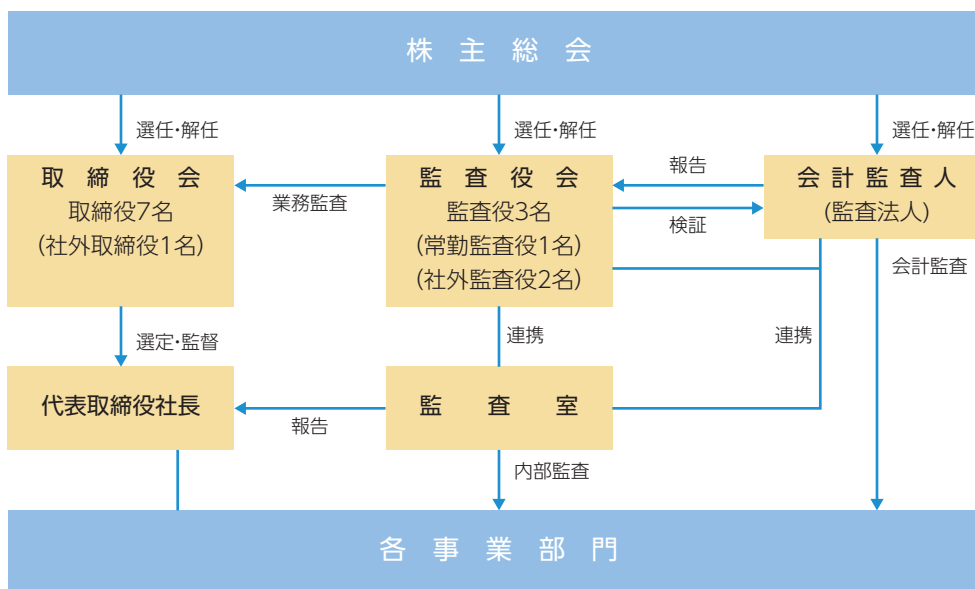 株主総会
選任・解任
選任・解任
選任・解任
取締役会
取締役7名
(社外取締役1名)
業務監査
監査役会
監査役3名
(常勤監査役1名)
(社外監査役2名)
報告
検証
会計監査人
(監査法人)
会計監査
選定・監督
連携
連携
代表取締役社長
報告
監査室
内部監査
各事業部門